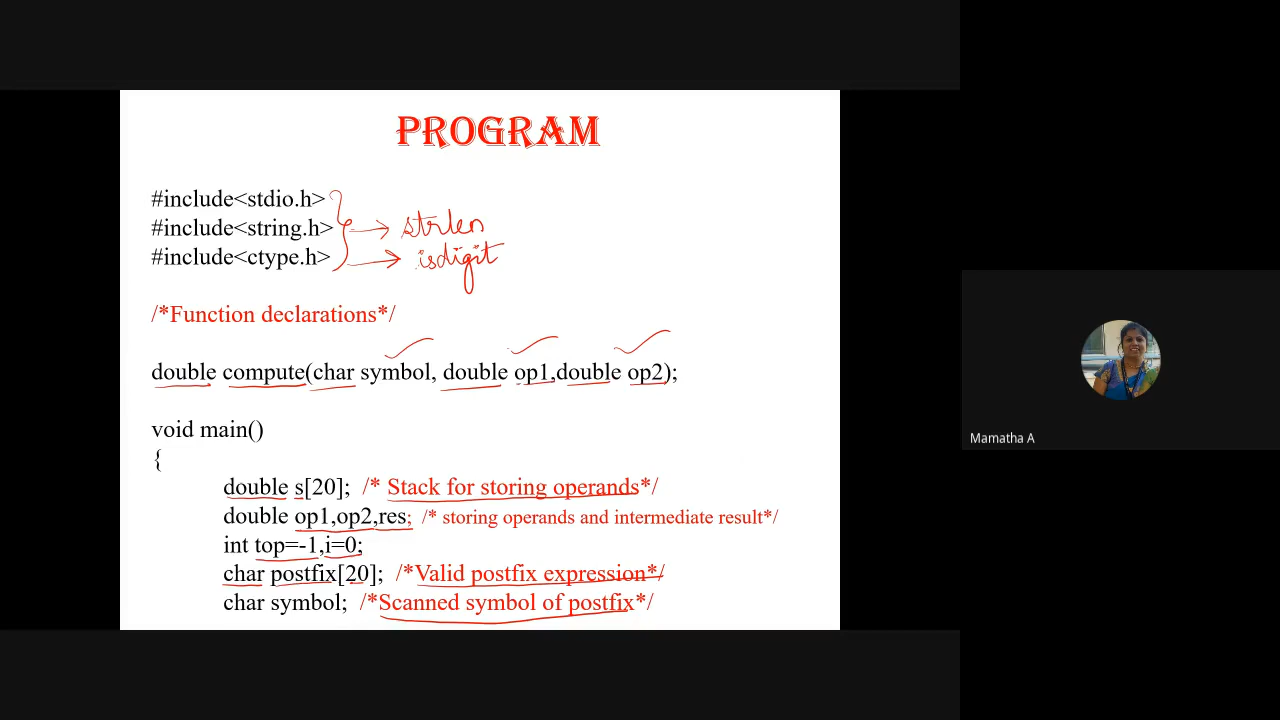 PROGRAM
#include<stdio.h>
#include<string.h> → strlen
#include<ctype.h> → isdigit
/*Function declarations*/
double compute(char symbol, double op1,double op2);
void main()
{
double s[20]; /* Stack for storing operands*/
double op1,op2,res; /* storing operands and intermediate result*/
int top=-1,i=0;
char postfix[20]; /*Valid postfix expression*/
char symbol; /*Scanned symbol of postfix*/
Mamatha A